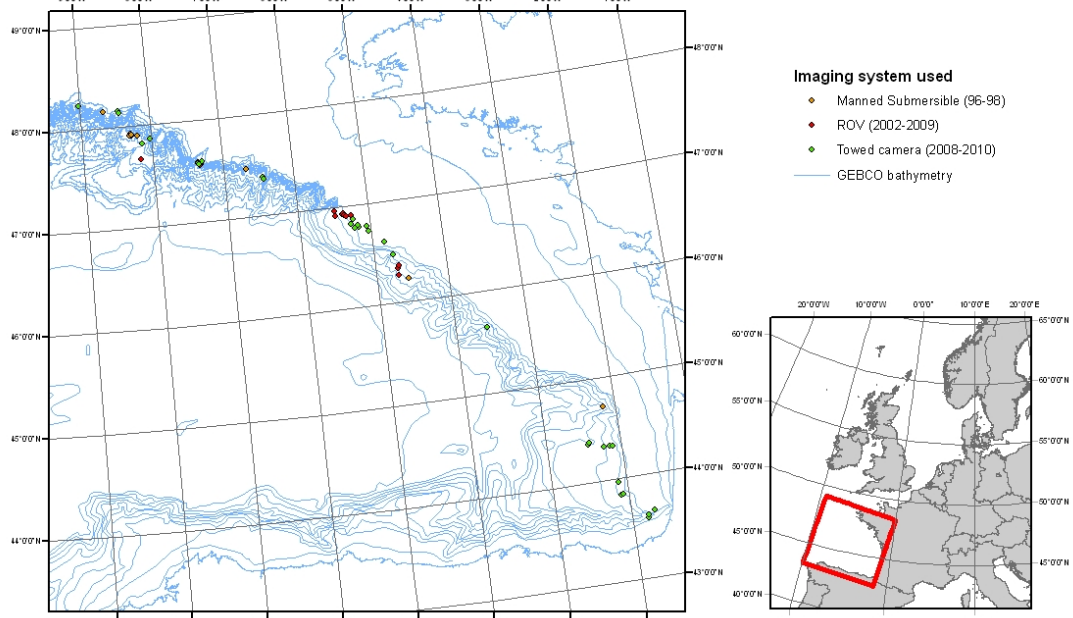 49°0'0"N
48°0'0"N
48°0'0"N
47°0'0"N
47°0'0"N
46°0'0"N
46°0'0"N
45°0'0"N
45°0'0"N
44°0'0"N
44°0'0"N
43°0'0"N
Imaging system used
Manned Submersible (96-98)
ROV (2002-2009)
Towed camera (2008-2010)
GEBCO bathymetry
20°0'0"W 10°0'0"W 0°0'0" 10°0'0"E 20°0'0"E
60°0'0"N
65°0'0"N
55°0'0"N
60°0'0"N
50°0'0"N
55°0'0"N
45°0'0"N
50°0'0"N
40°0'0"N
45°0'0"N